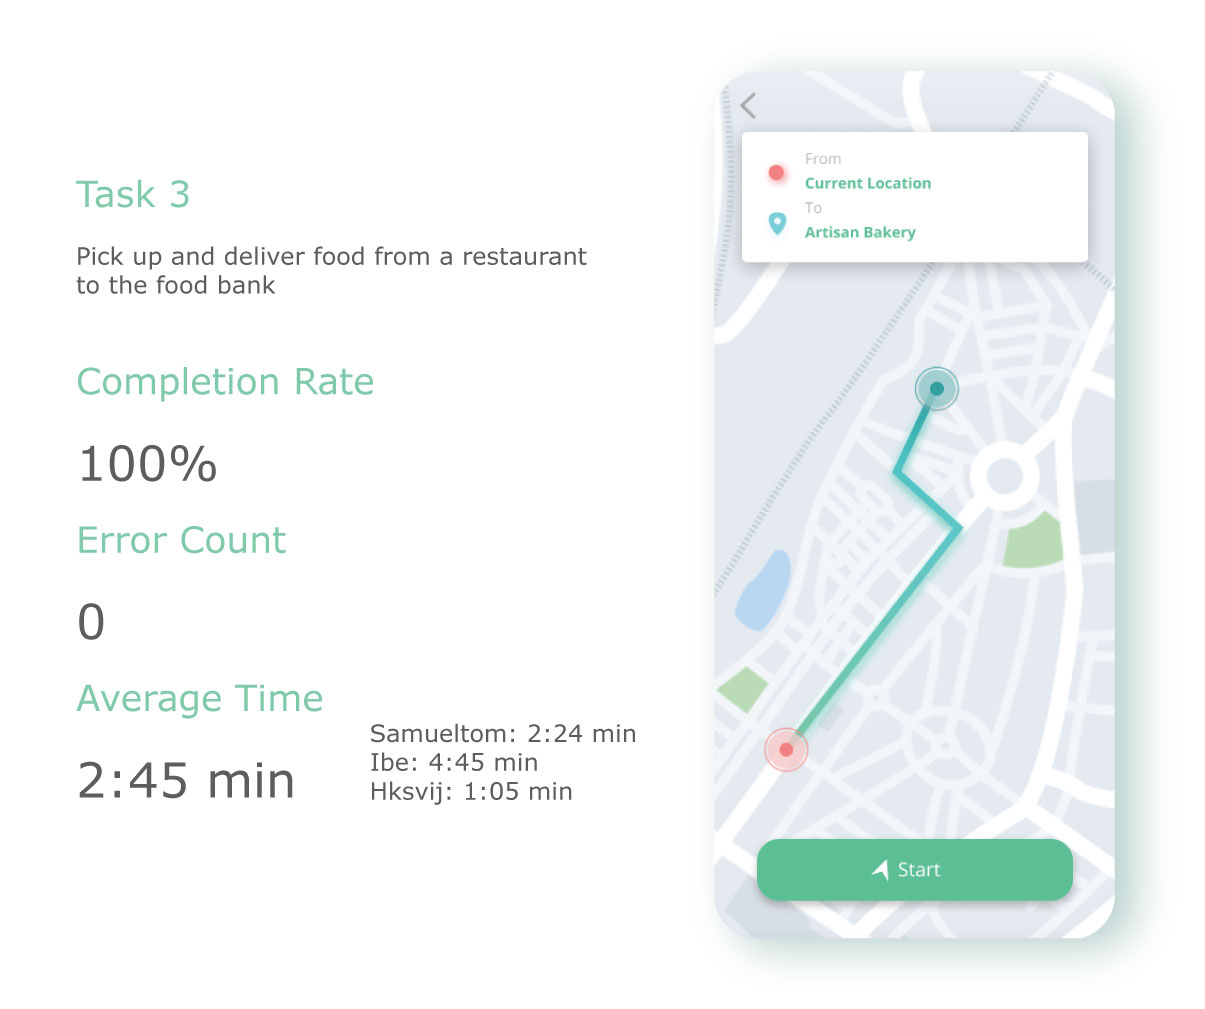 Task 3
Pick up and deliver food from a restaurant
to the food bank
Completion Rate
100%
Error Count
0
Average Time
2:45 min
Samueltom: 2:24 min
Ibe: 4:45 min
Hksvij: 1:05 min
From
Current Location
To
Artisan Bakery
Start